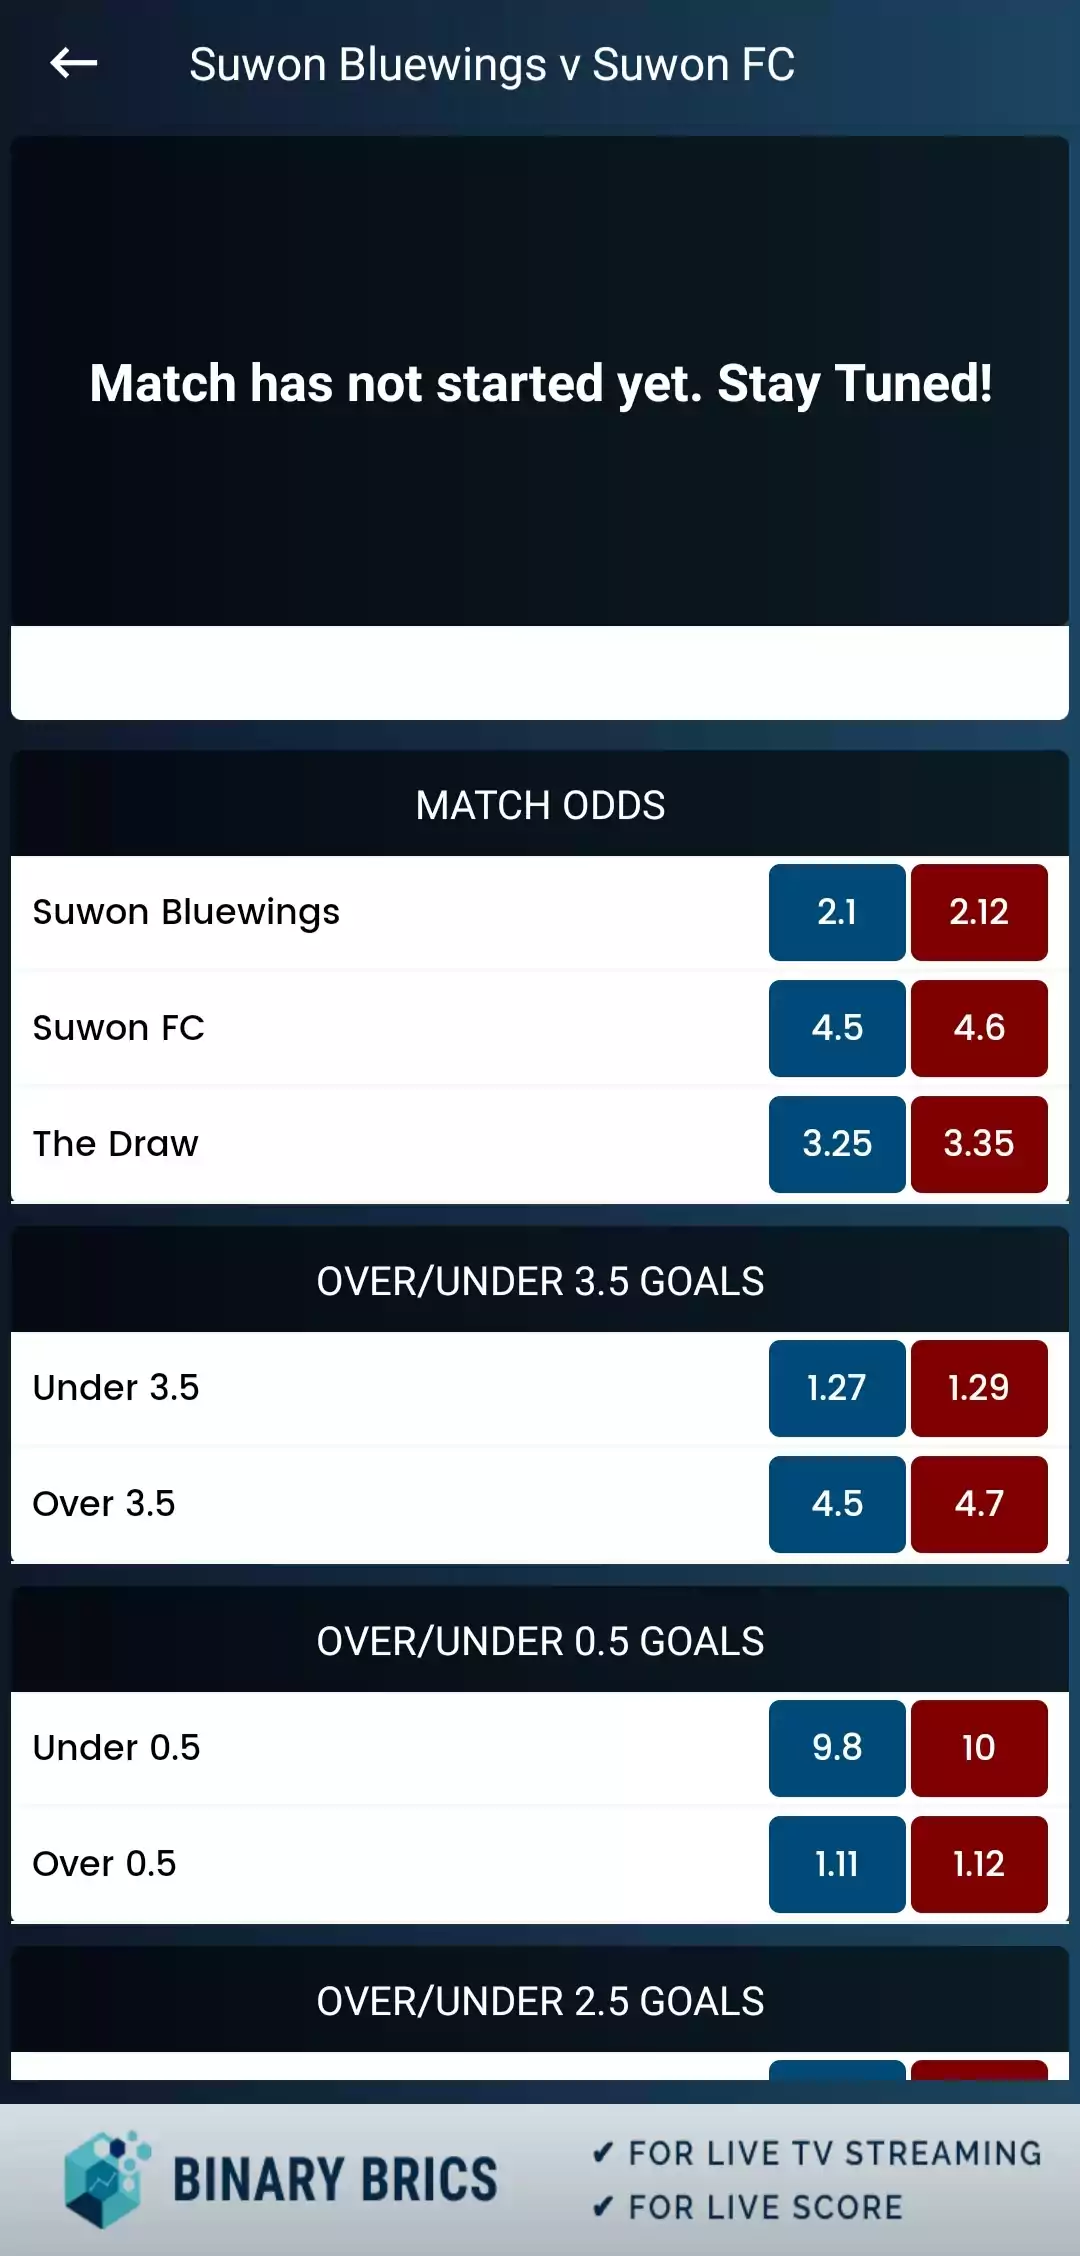 Suwon Bluewings v Suwon FC
Match has not started yet. Stay Tuned!
MATCH ODDS
Suwon Bluewings 2.1 2.12
Suwon FC 4.5 4.6
The Draw 3.25 3.35
OVER/UNDER 3.5 GOALS
Under 3.5 1.27 1.29
Over 3.5 4.5 4.7
OVER/UNDER 0.5 GOALS
Under 0.5 9.8 10
Over 0.5 1.11 1.12
OVER/UNDER 2.5 GOALS
BINARY BRICS
✔ FOR LIVE TV STREAMING
✔ FOR LIVE SCORE